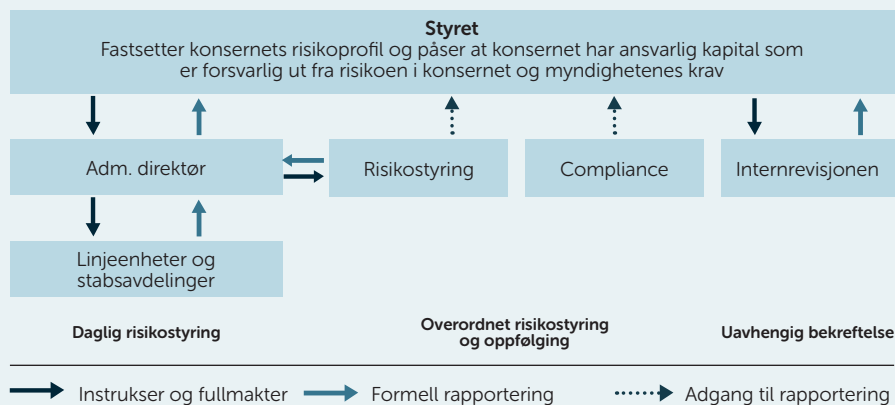 Styret
Fastsetter konsernets risikoprofil og påser at konsernet har ansvarlig kapital som
er forsvarlig ut fra risikoen i konsernet og myndighetenes krav
Adm. direktør
Risikostyring
Compliance
Internrevisjonen
Linjeenheter og
stabsavdelinger
Daglig risikostyring
Overordnet risikostyring
og oppfølging
Uavhengig bekreftelse
Instrukser og fullmakter
Formell rapportering
Adgang til rapportering